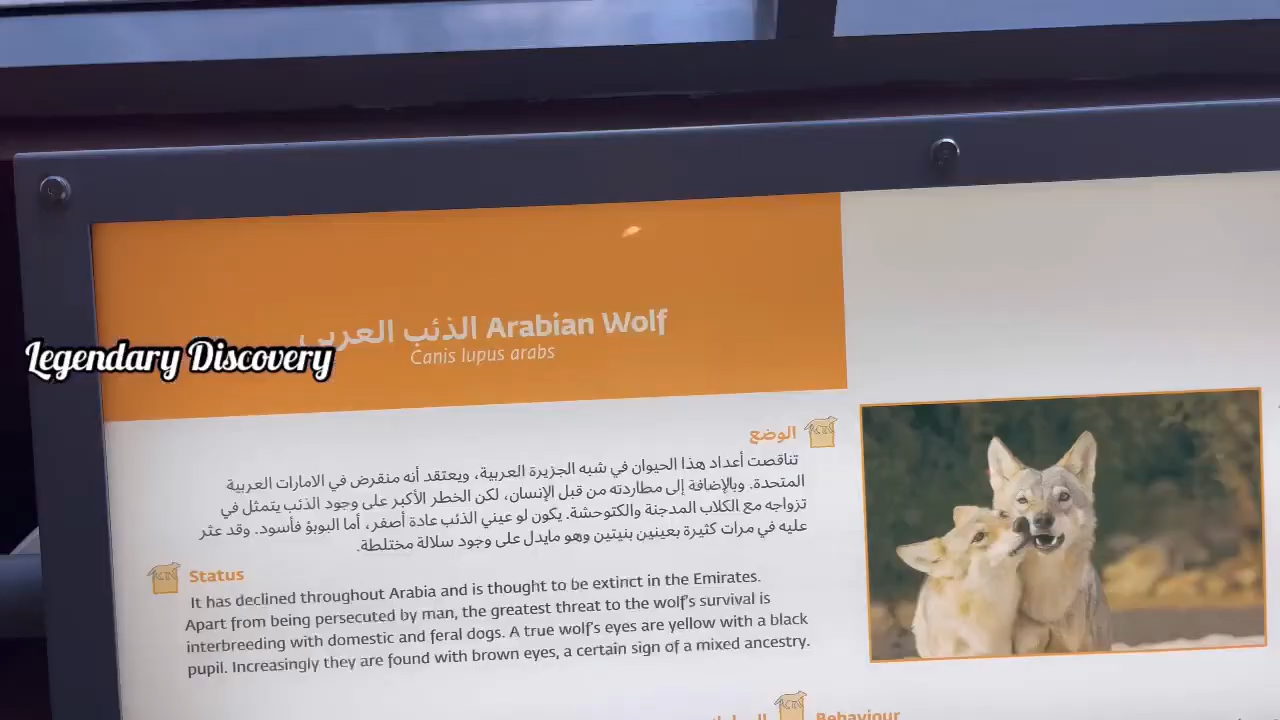 الذئب العربي Arabian Wolf
Canis lupus arabs
Legendary Discovery
الوضع
تناقصت أعداد هذا الحيوان في شبه الجزيرة العربية، ويعتقد أنه منقرض في الامارات العربية
المتحدة. وبالإضافة إلى مطاردته من قبل الإنسان، لكن الخطر الأكبر على وجود الذئب يتمثل في
تزواجه مع الكلاب المدجنة والكتوحشة. يكون لو عيني الذئب عادة أصفر، أما البوبؤ فأسود. وقد عثر
عليه في مرات كثيرة بعينين بنيتين وهو مايدل على وجود سلالة مختلطة.
Status
It has declined throughout Arabia and is thought to be extinct in the Emirates.
Apart from being persecuted by man, the greatest threat to the wolf's survival is
interbreeding with domestic and feral dogs. A true wolf's eyes are yellow with a black
pupil. Increasingly they are found with brown eyes, a certain sign of a mixed ancestry.
Behaviour